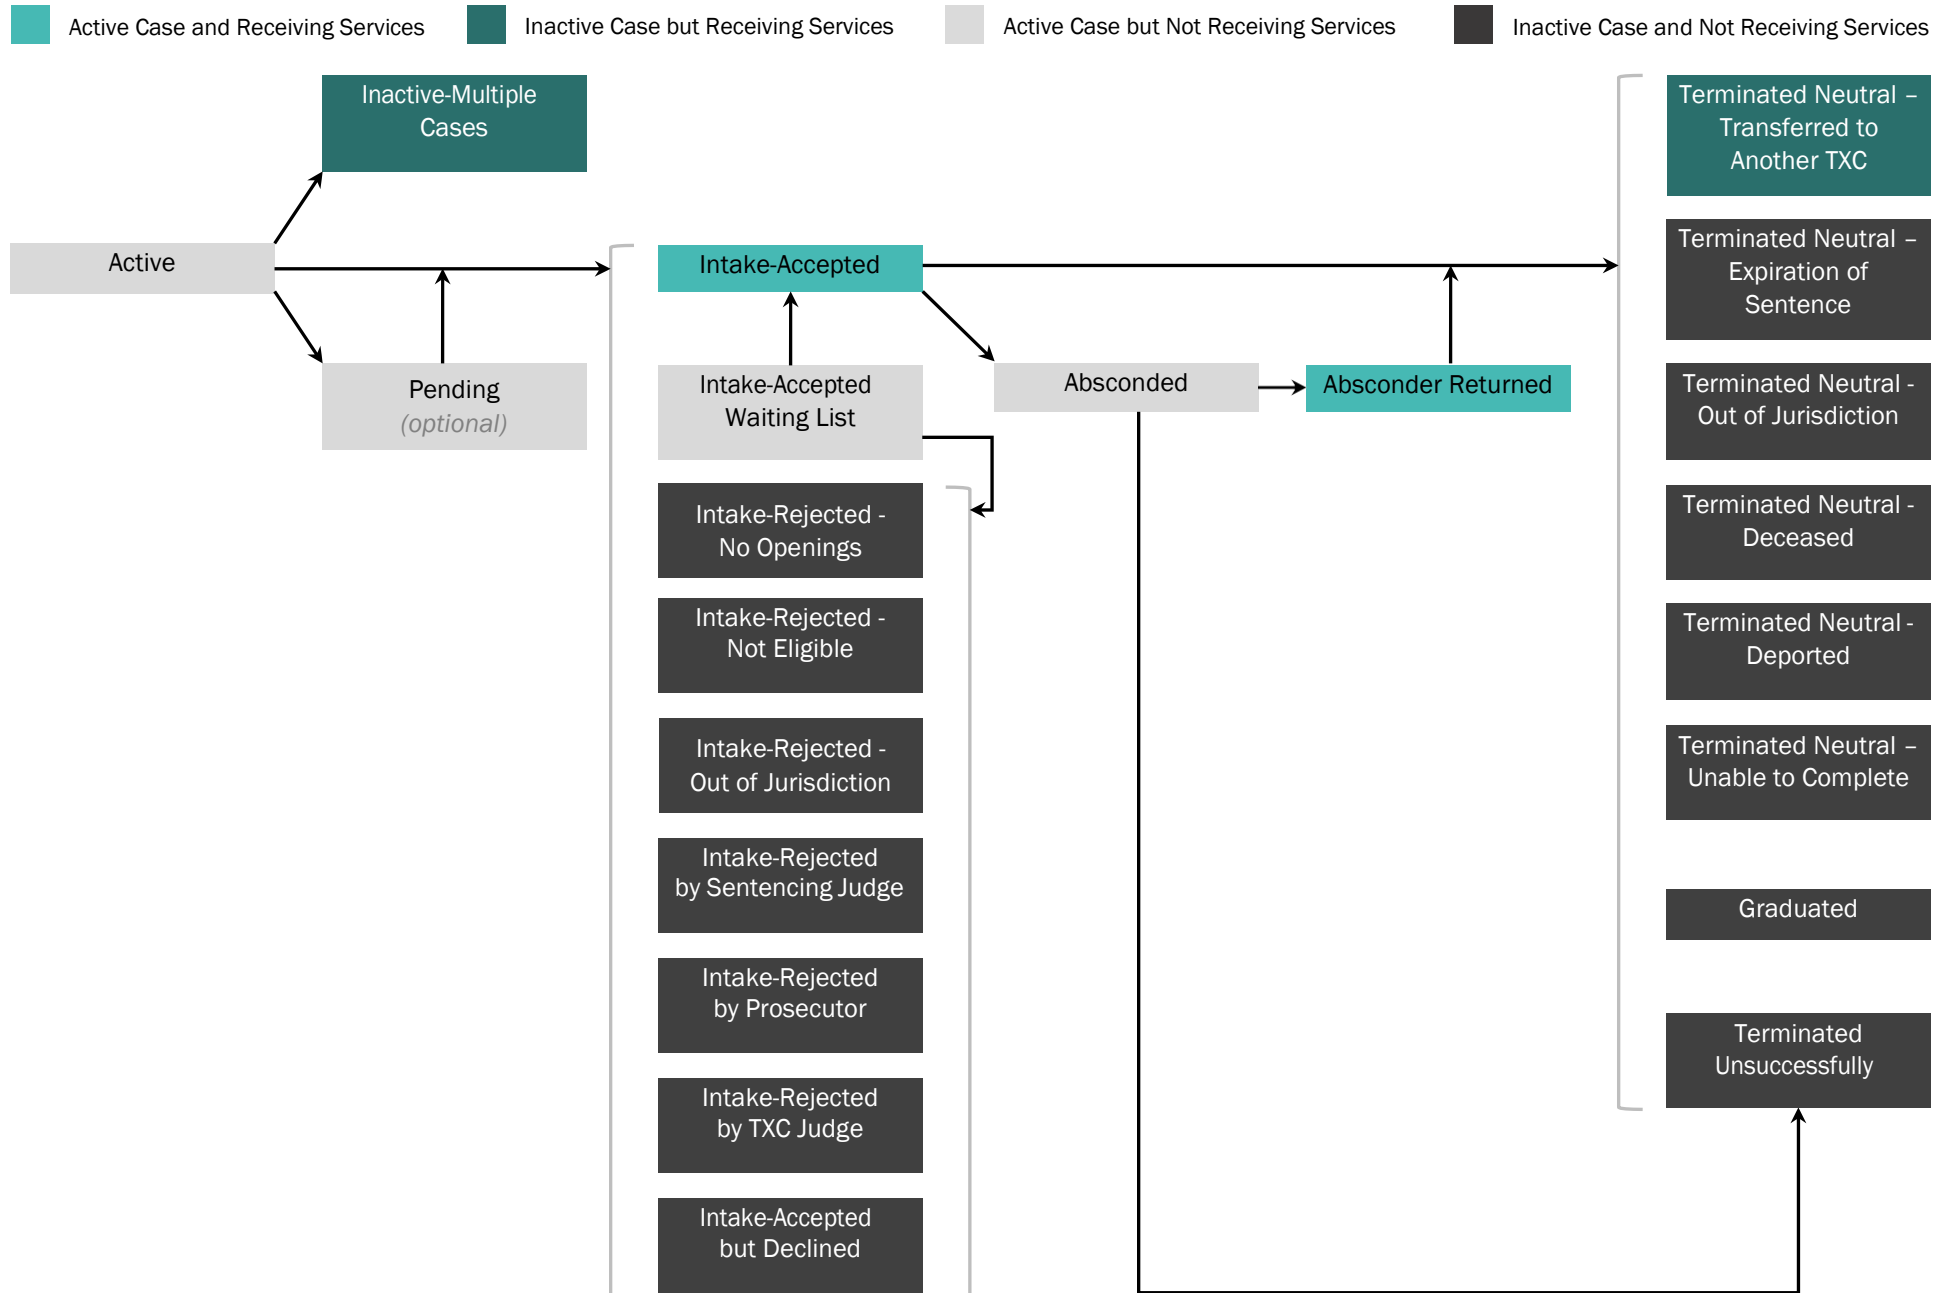 Active Case and Receiving Services
Inactive Case but Receiving Services
Active Case but Not Receiving Services
Inactive Case and Not Receiving Services
Inactive-Multiple
Cases
Active
Pending
(optional)
Intake-Accepted
Intake-Accepted
Waiting List
Intake-Rejected -
No Openings
Intake-Rejected -
Not Eligible
Intake-Rejected -
Out of Jurisdiction
Intake-Rejected
by Sentencing Judge
Intake-Rejected
by Prosecutor
Intake-Rejected
by TXC Judge
Intake-Accepted
but Declined
Absconded
Absconder Returned
Terminated Neutral –
Transferred to
Another TXC
Terminated Neutral –
Expiration of
Sentence
Terminated Neutral -
Out of Jurisdiction
Terminated Neutral -
Deceased
Terminated Neutral -
Deported
Terminated Neutral –
Unable to Complete
Graduated
Terminated
Unsuccessfully